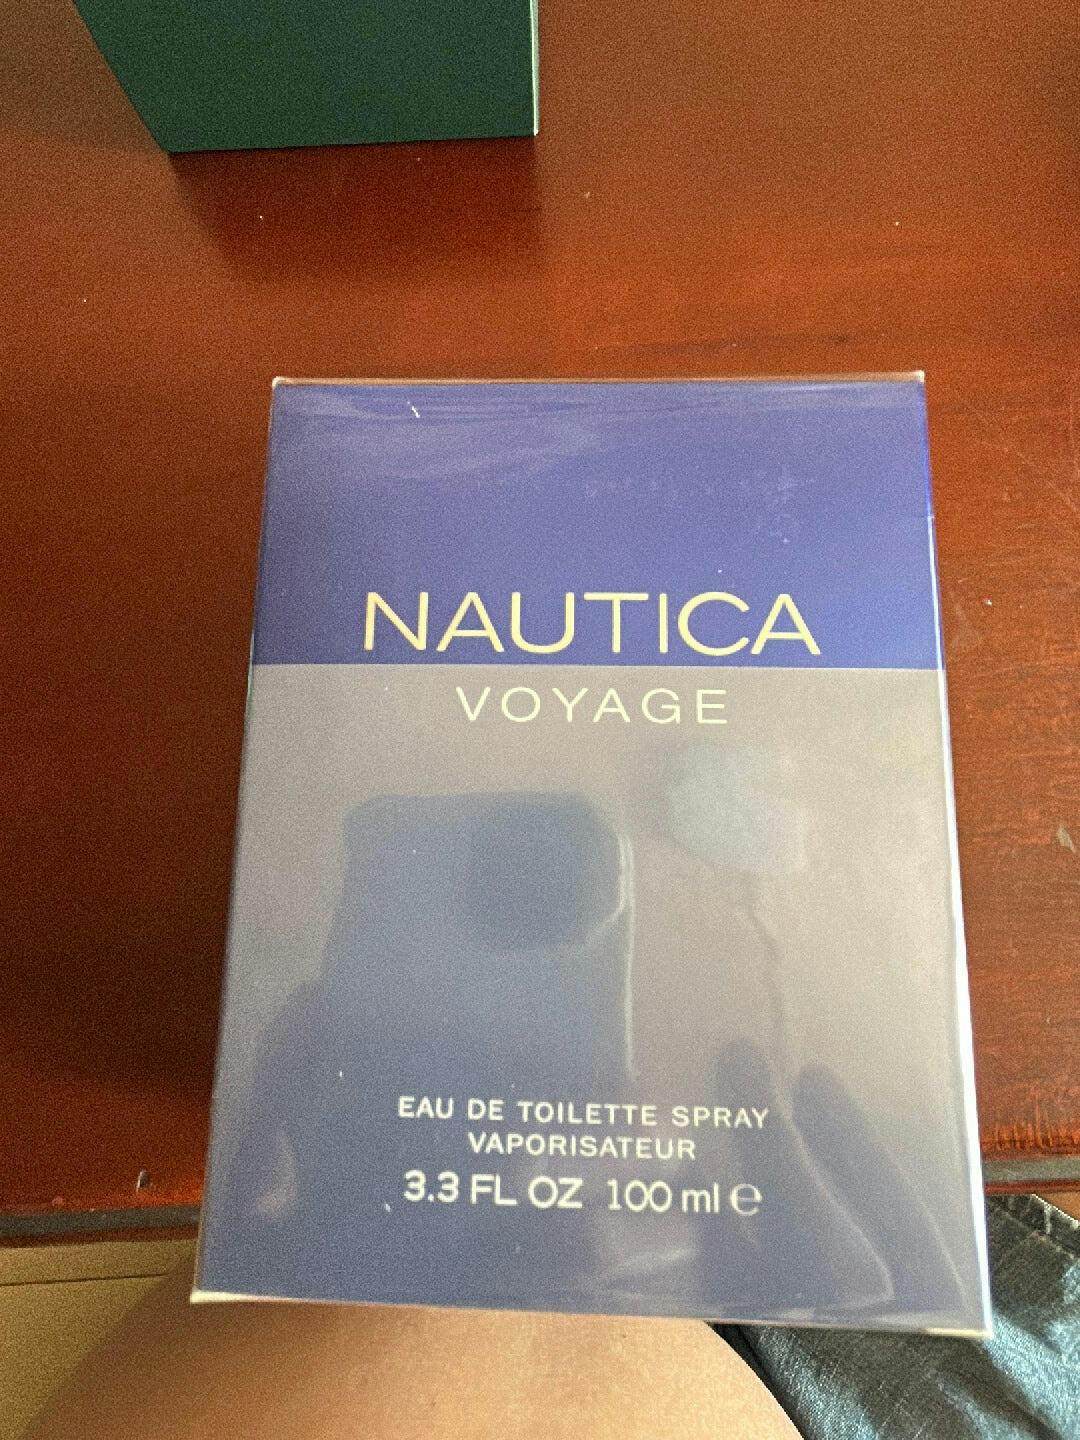 NAUTICA
VOYAGE
EAU DE TOILETTE SPRAY
VAPORISATEUR
3.3 FL OZ 100 ml ℮